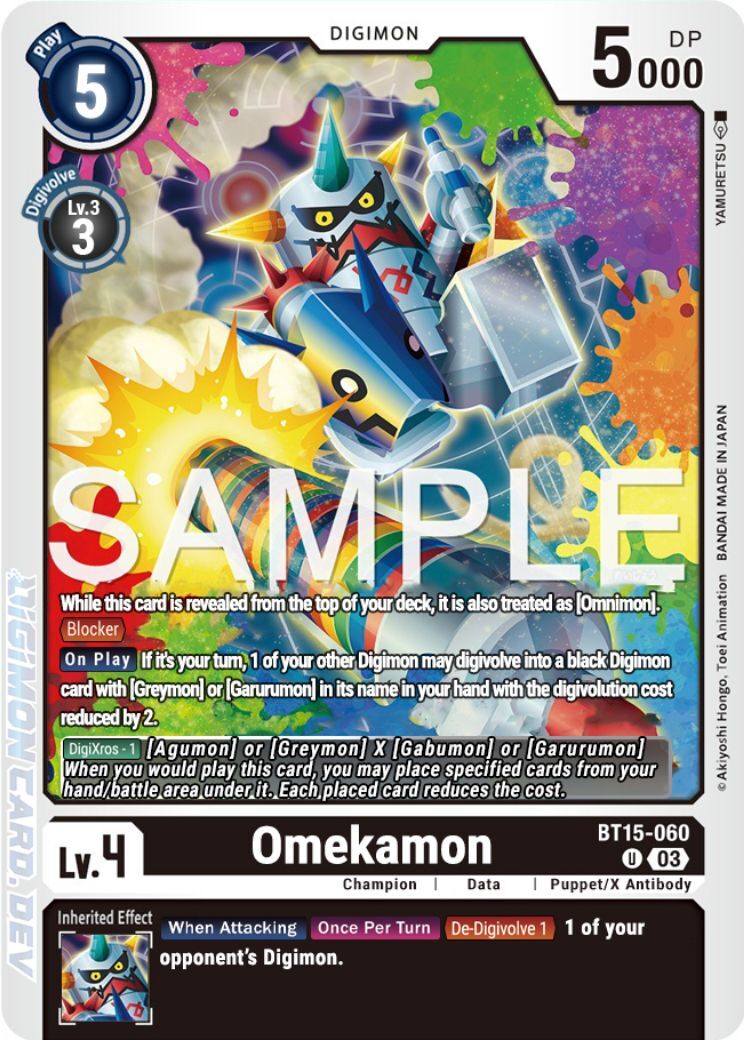 DIGIMON
Play
5
DP
5000
Digivolve
Lv.3
3
YAMURETSU
SAMPLE
While this card is revealed from the top of your deck, it is also treated as [Omnimon].
Blocker
On Play If it's your turn, 1 of your other Digimon may digivolve into a black Digimon
card with [Greymon] or [Garurumon] in its name in your hand with the digivolution cost
reduced by 2.
DigiXros -1 [Agumon] or [Greymon] X [Gabumon] or [Garurumon]
When you would play this card, you may place specified cards from your
hand/battle area under it. Each placed card reduces the cost.
© Akiyoshi Hongo, Toei Animation BANDAI MADE IN JAPAN
DIGIMONCARD.DEV
Lv.4
Omekamon
BT15-060
U 03
Champion | Data | Puppet/X Antibody
Inherited Effect
When Attacking Once Per Turn De-Digivolve 1 1 of your
opponent's Digimon.